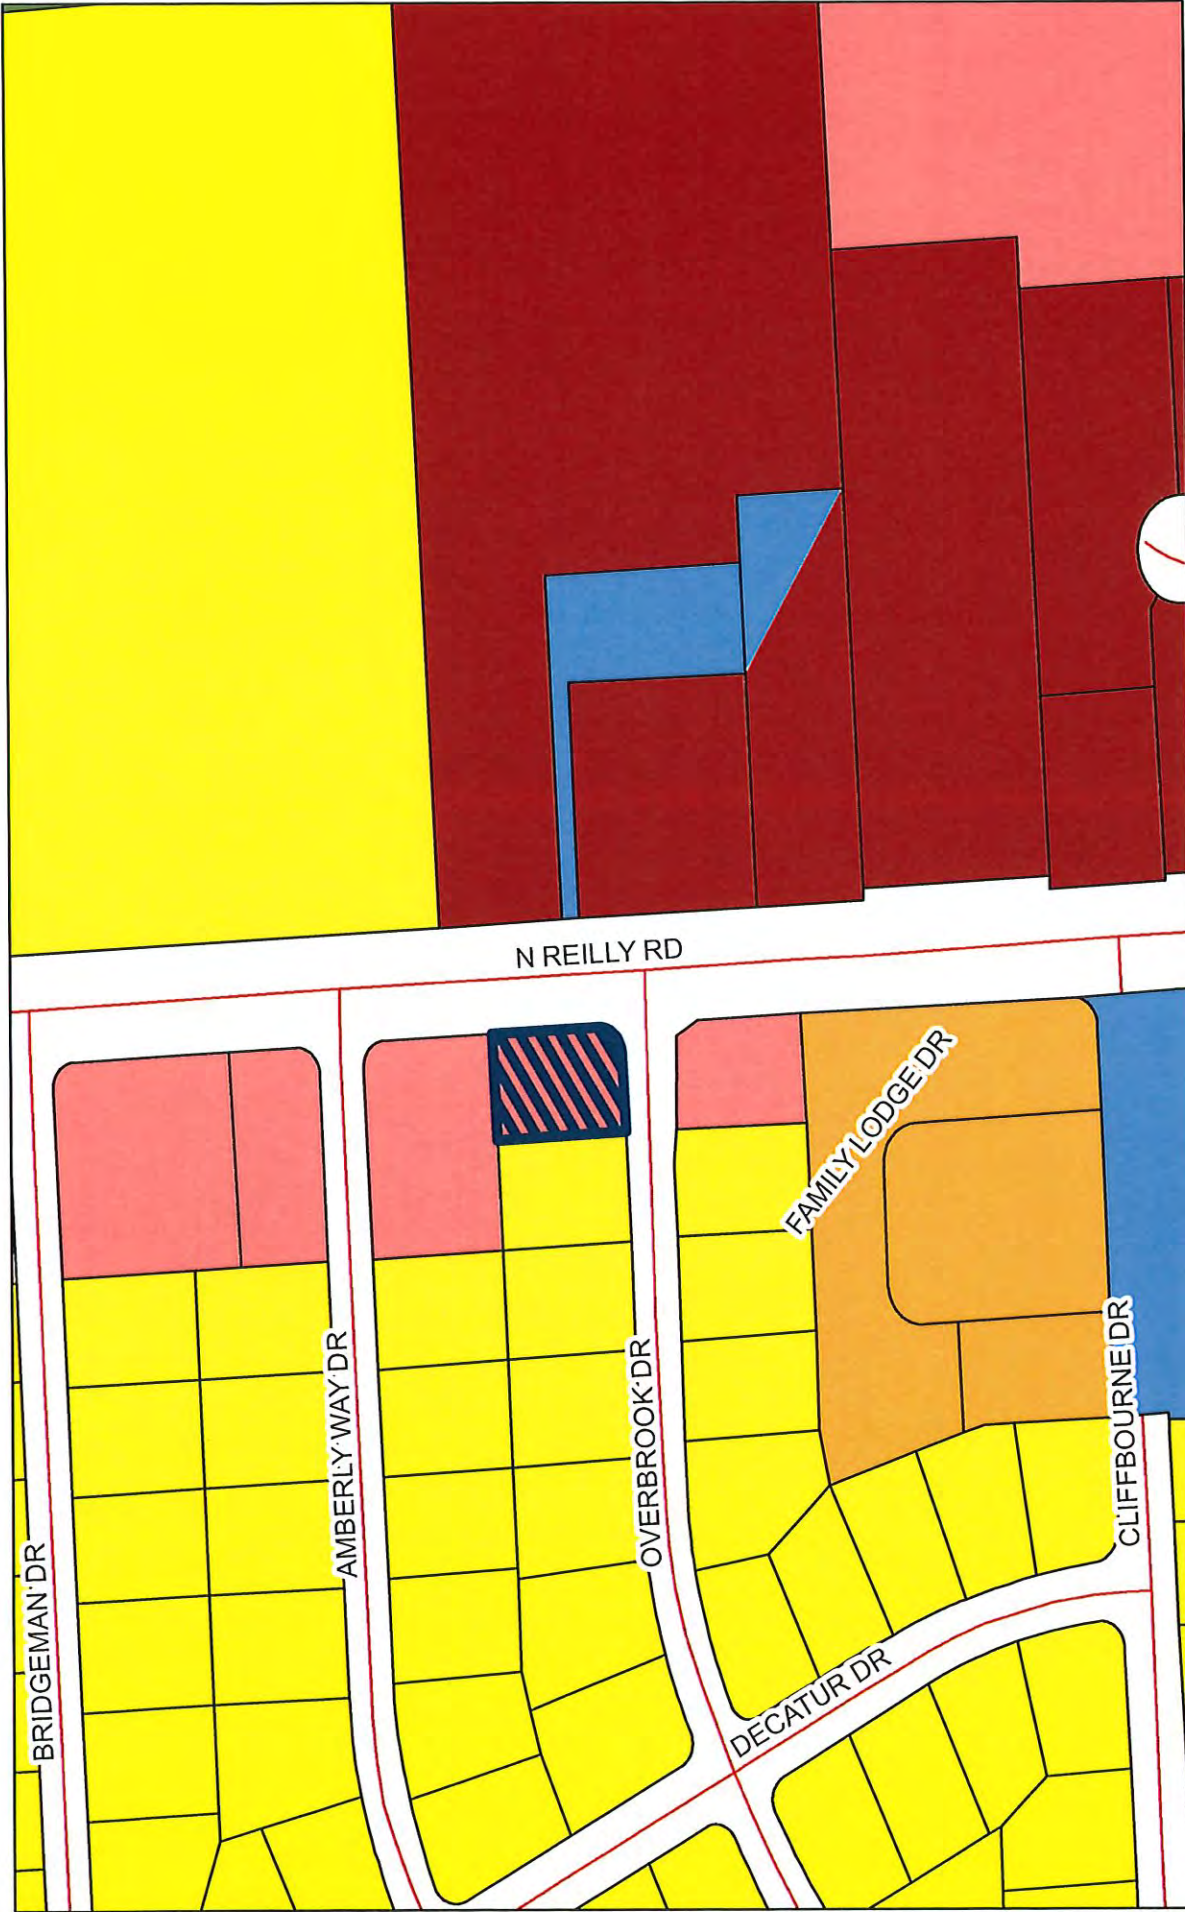 N REILLY RD
FAMILY LODGE DR
AMBERLY WAY DR
OVERBROOK DR
CLIFFBOURNE DR
BRIDGEMAN DR
DECATUR DR